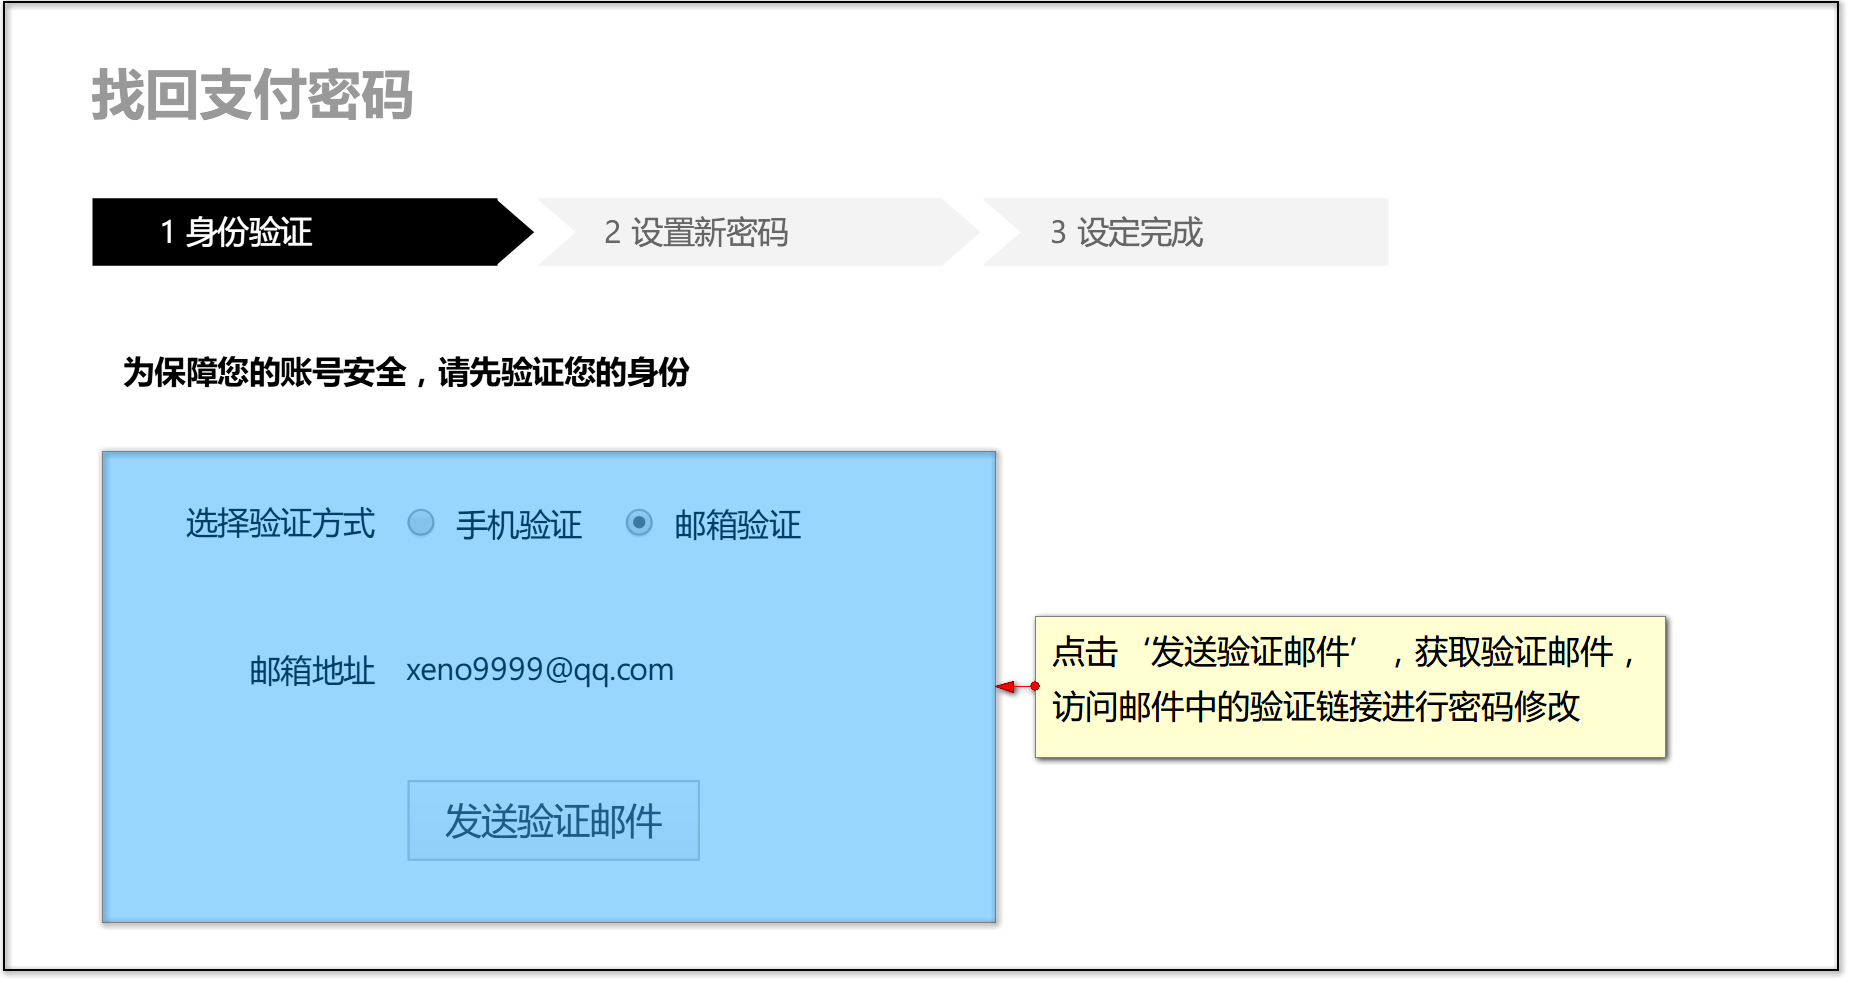 找回支付密码
1 身份验证
2 设置新密码
3 设定完成
为保障您的账号安全，请先验证您的身份
选择验证方式 手机验证 邮箱验证
邮箱地址 xeno9999@qq.com
点击‘发送验证邮件’，获取验证邮件，
访问邮件中的验证链接进行密码修改
发送验证邮件